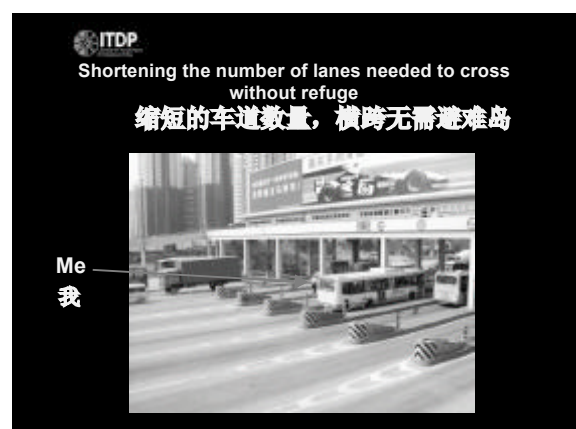 ITDP
Shortening the number of lanes needed to cross
without refuge
缩短的车道数量，横跨无需避难岛
Me
我